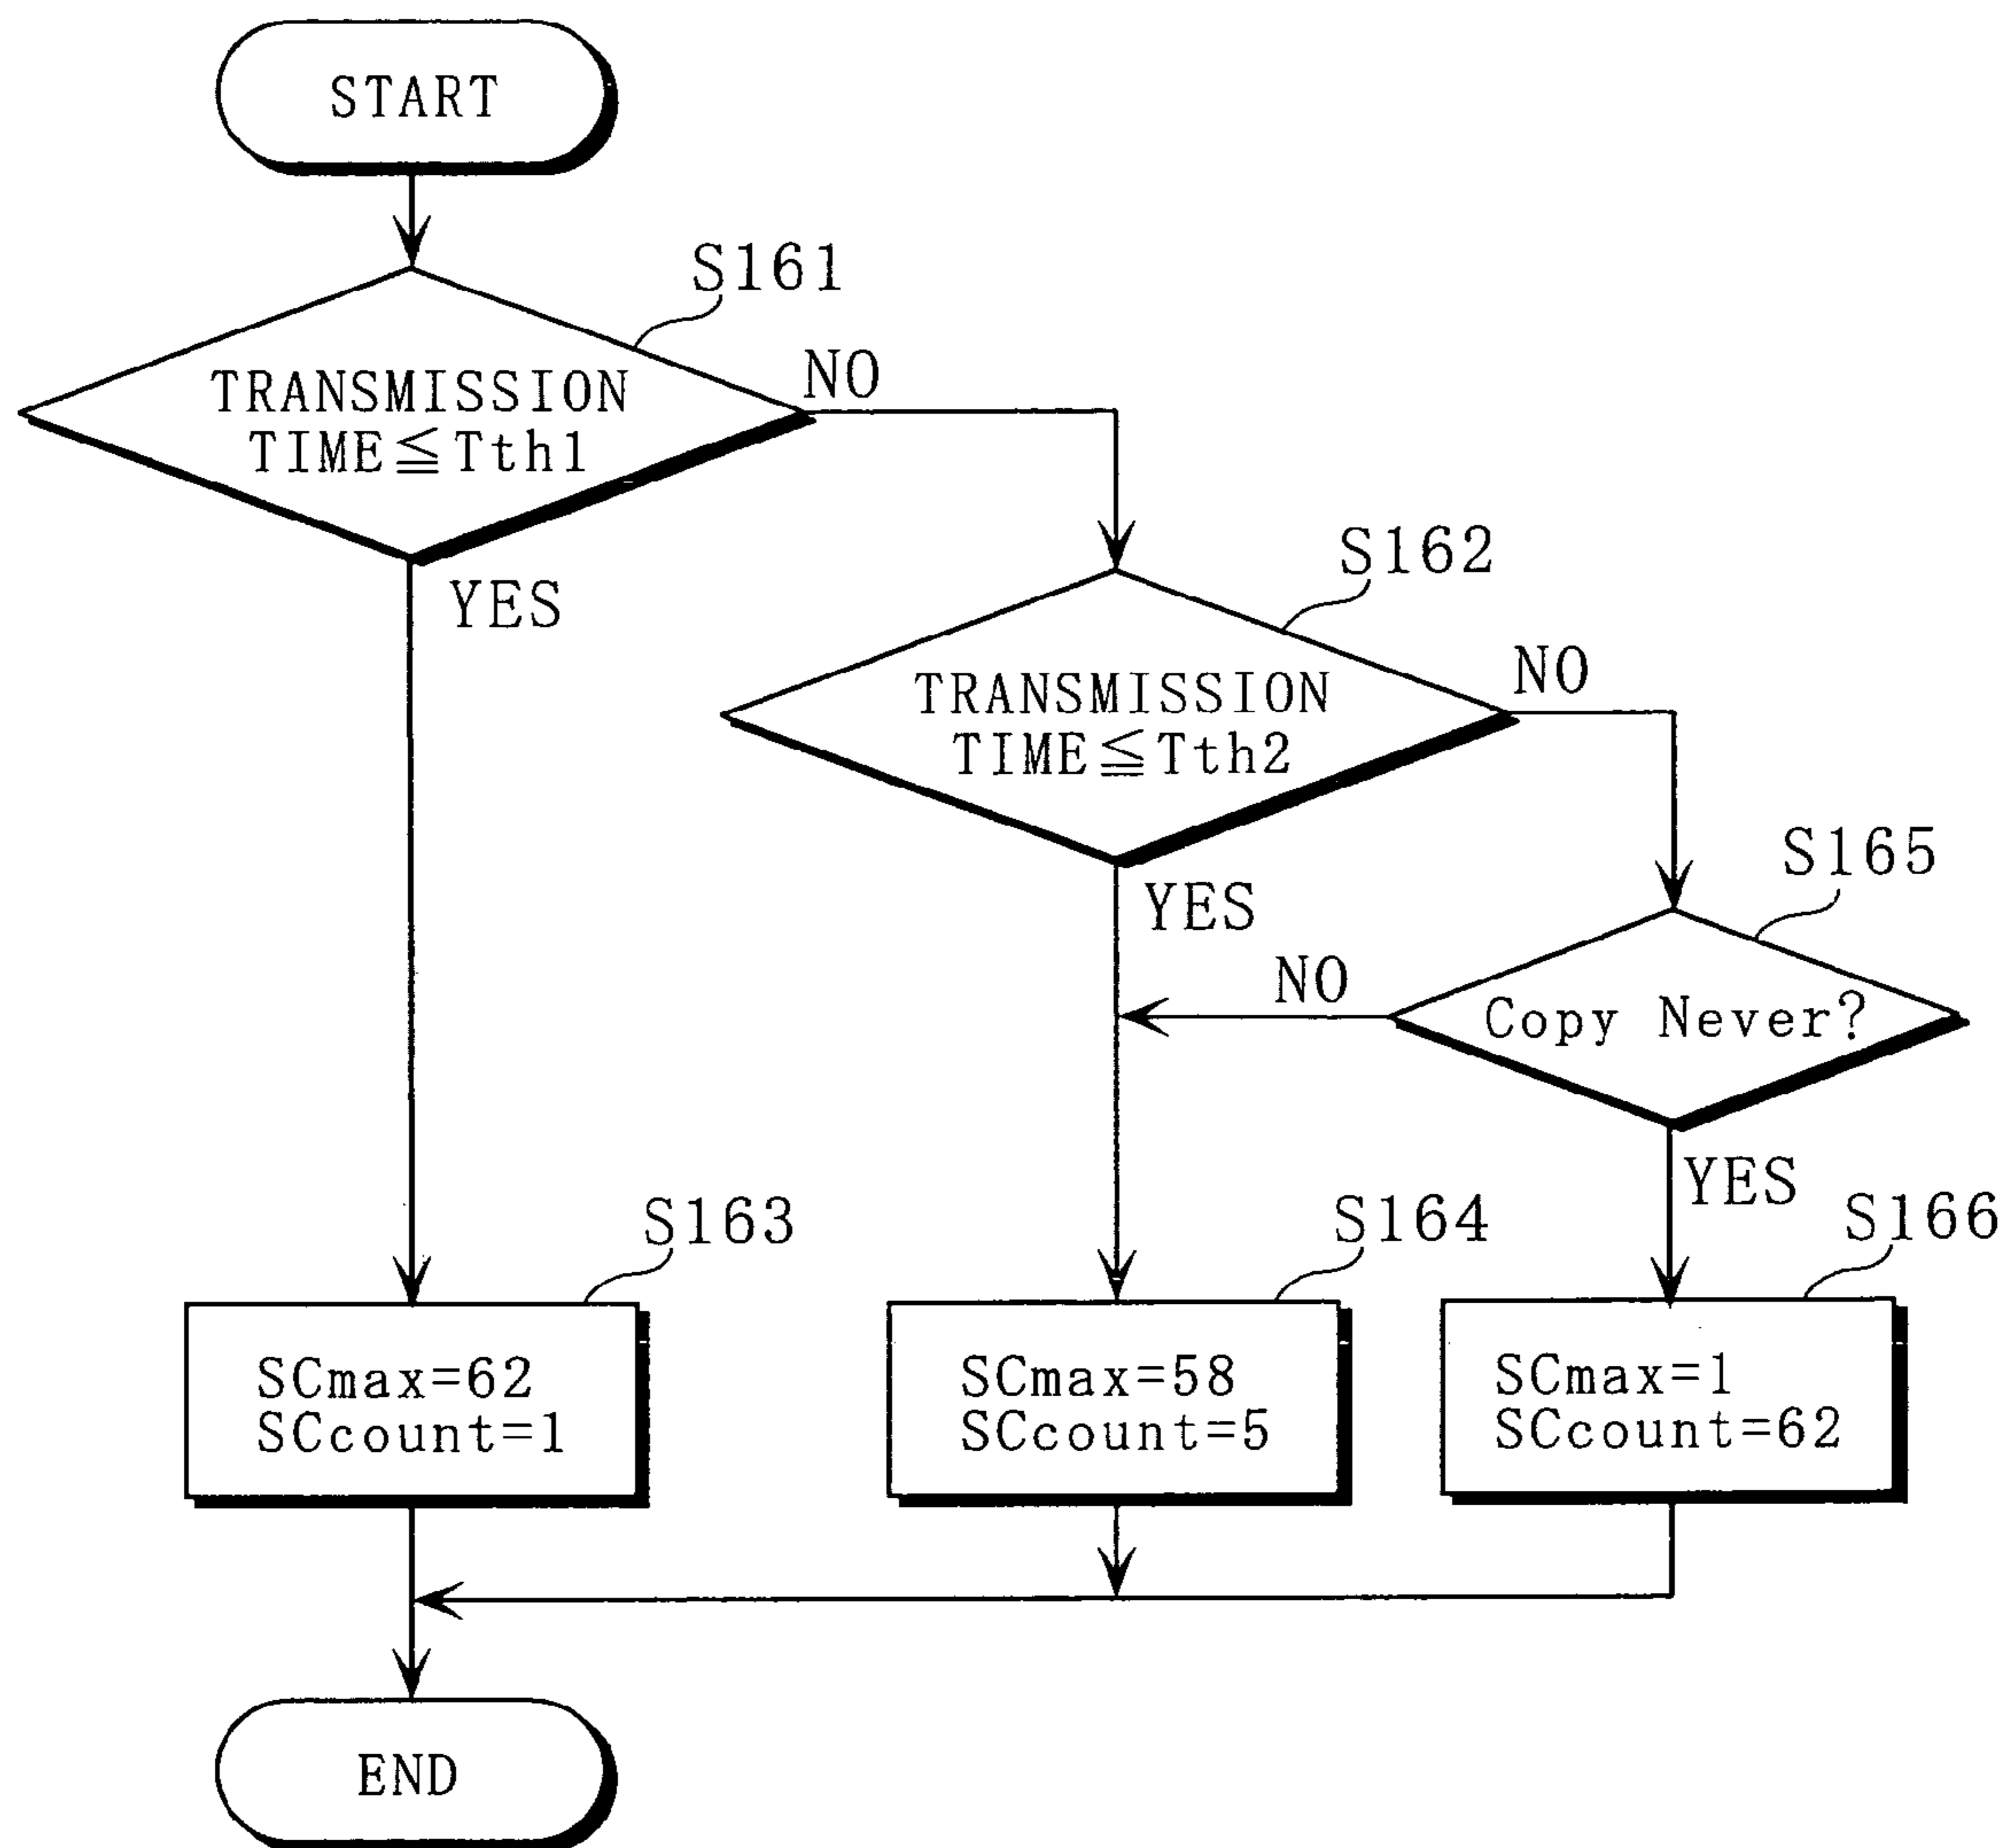 START
S161
TRANSMISSION
TIME≦Tth1
NO
YES
S162
TRANSMISSION
TIME≦Tth2
NO
YES
S165
Copy Never?
NO
YES
S163
SCmax=62
SCcount=1
S164
SCmax=58
SCcount=5
S166
SCmax=1
SCcount=62
END